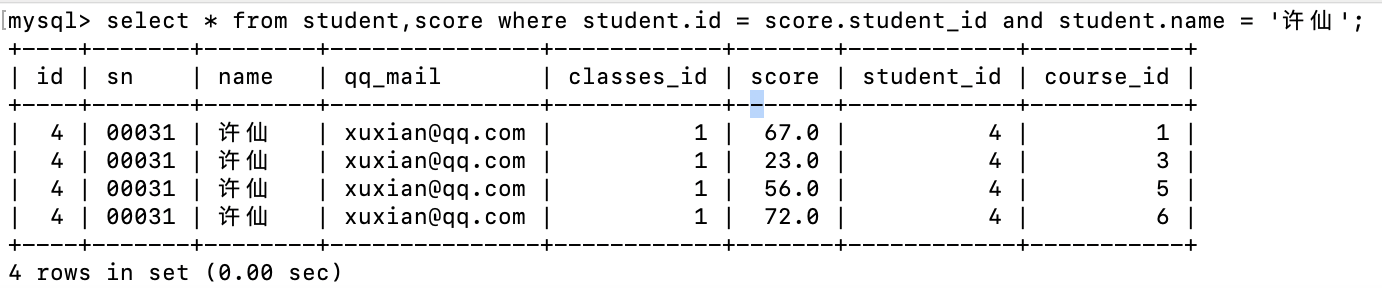 [mysql> select * from student,score where student.id = score.student_id and student.name = '许仙';
+----+-------+--------+---------------+------------+-------+------------+-----------+
| id | sn    | name   | qq_mail       | classes_id | score | student_id | course_id |
+----+-------+--------+---------------+------------+-------+------------+-----------+
|  4 | 00031 | 许仙   | xuxian@qq.com |          1 |  67.0 |          4 |         1 |
|  4 | 00031 | 许仙   | xuxian@qq.com |          1 |  23.0 |          4 |         3 |
|  4 | 00031 | 许仙   | xuxian@qq.com |          1 |  56.0 |          4 |         5 |
|  4 | 00031 | 许仙   | xuxian@qq.com |          1 |  72.0 |          4 |         6 |
+----+-------+--------+---------------+------------+-------+------------+-----------+
4 rows in set (0.00 sec)